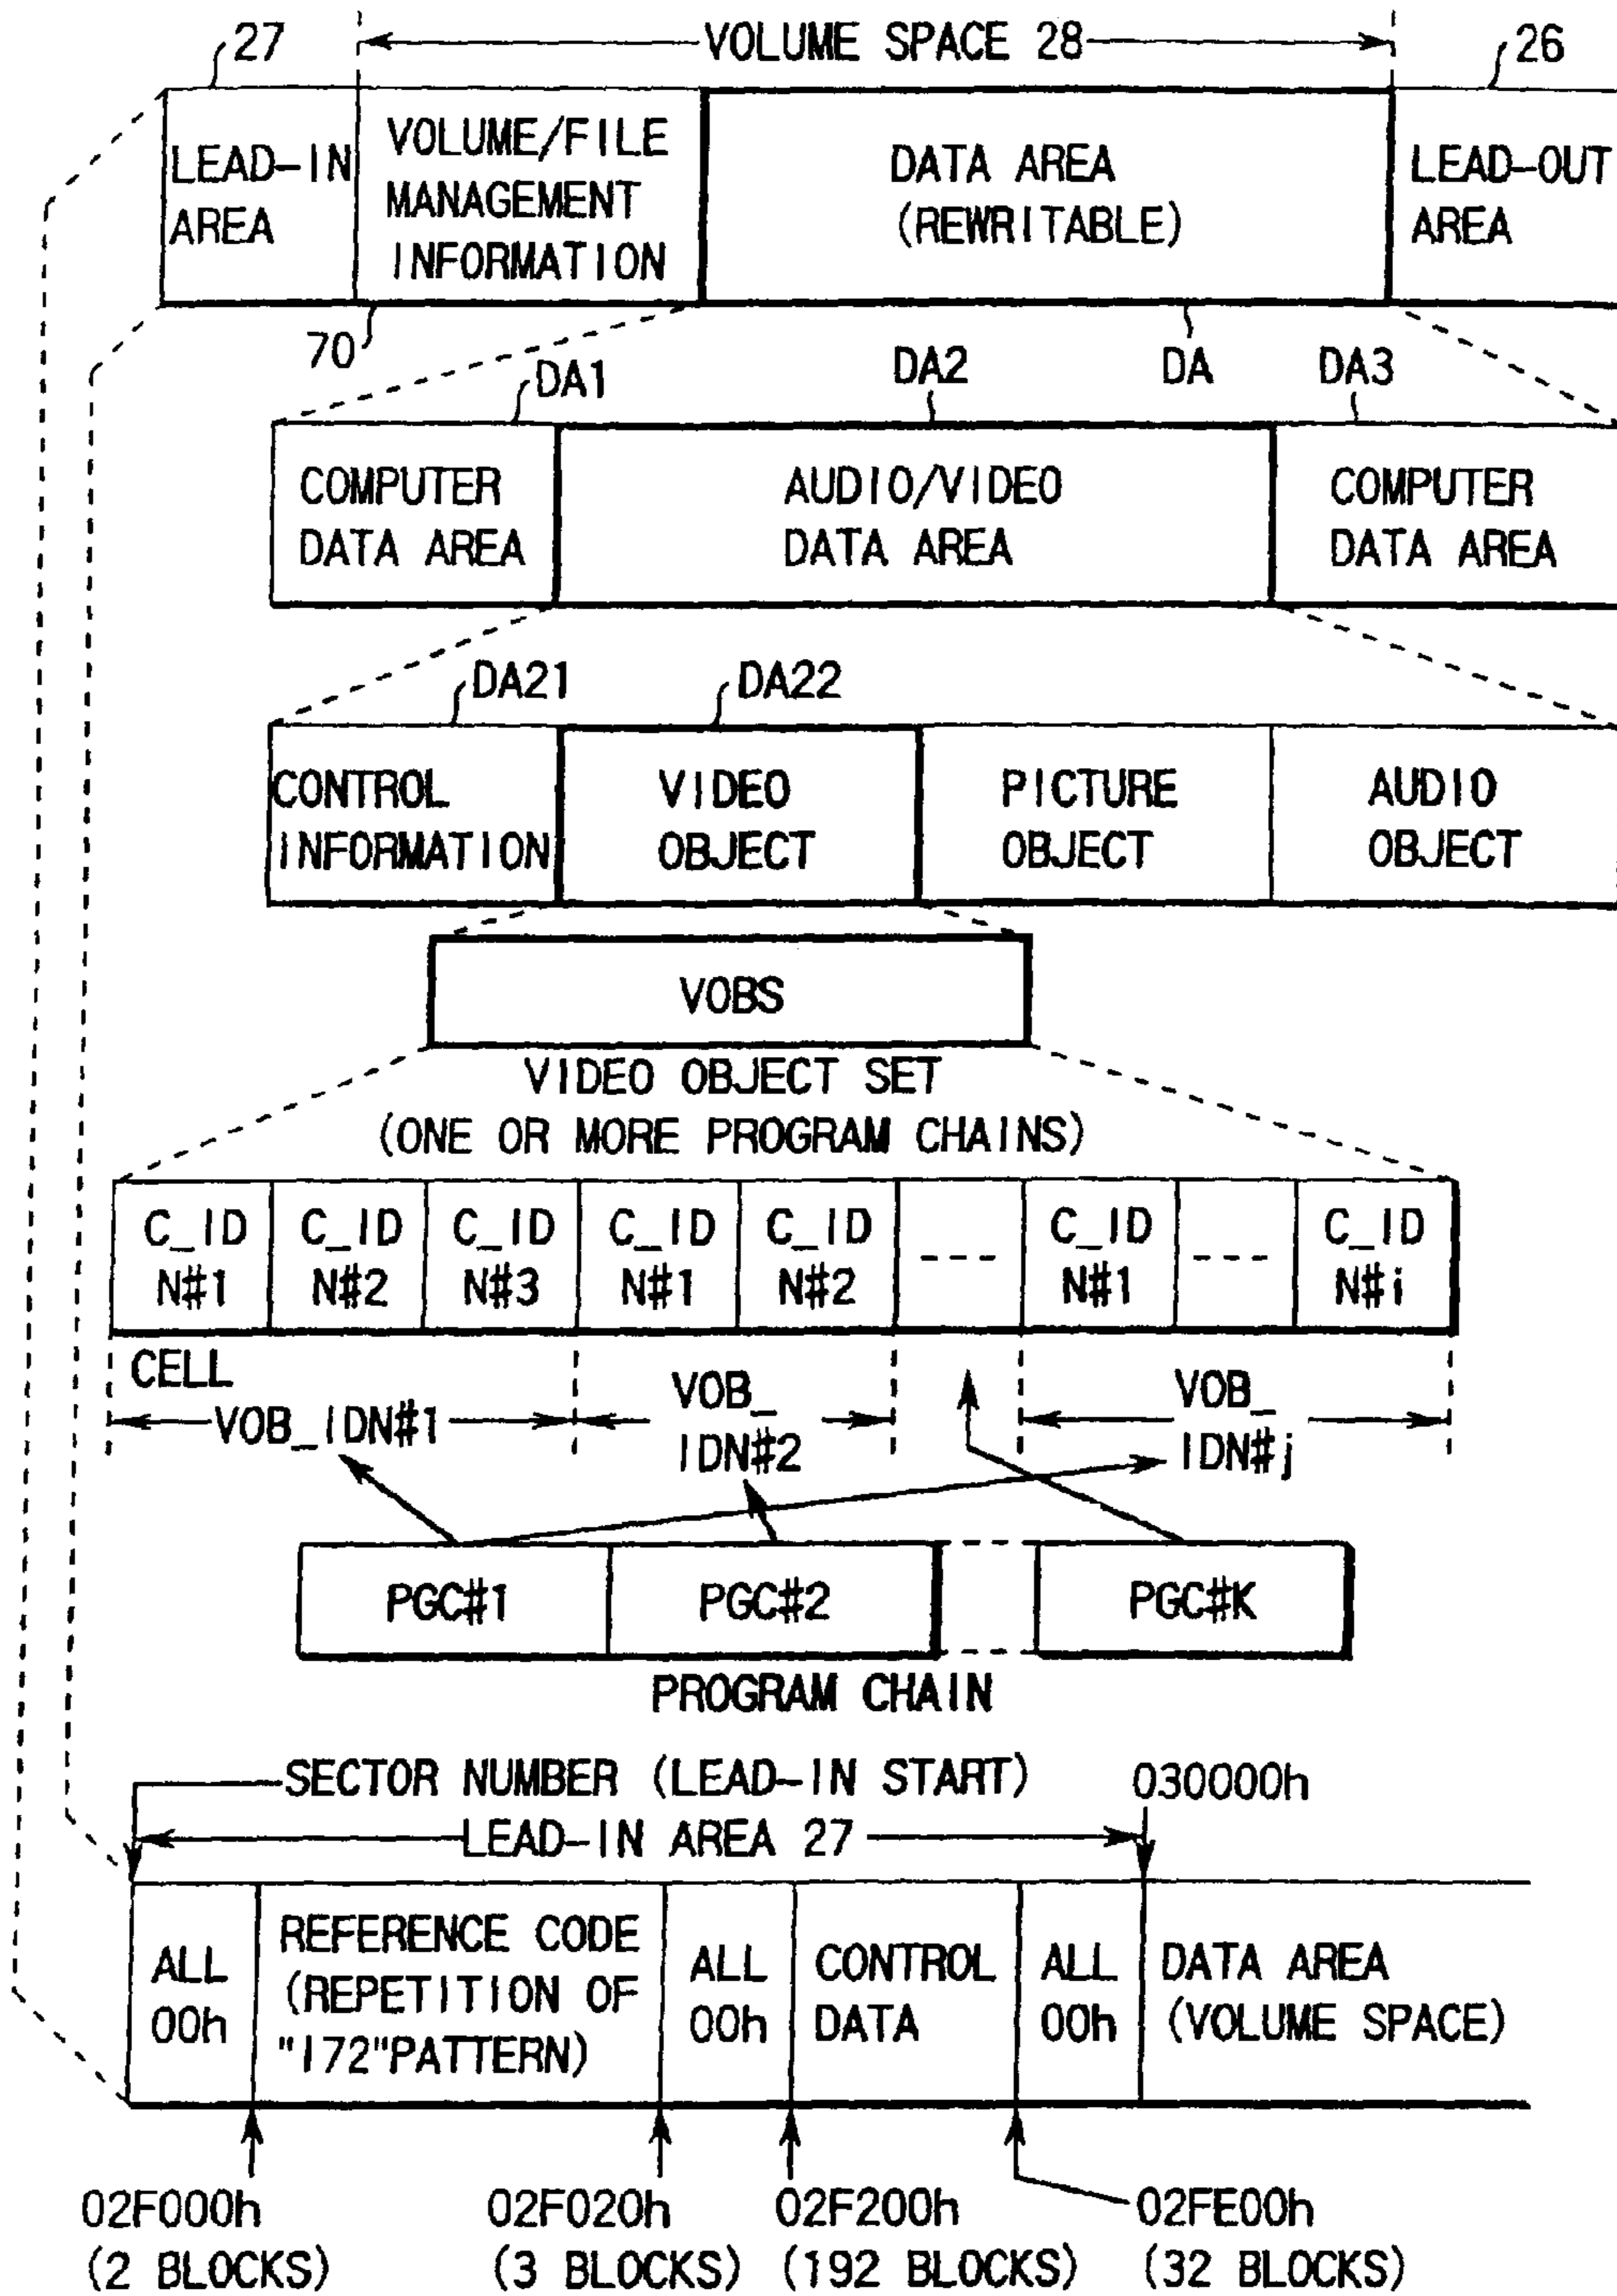 27
VOLUME SPACE 28
26
LEAD-IN
AREA
VOLUME/FILE
MANAGEMENT
INFORMATION
DATA AREA
(REWRITABLE)
LEAD-OUT
AREA
70
DA1
DA2
DA
DA3
COMPUTER
DATA AREA
AUDIO/VIDEO
DATA AREA
COMPUTER
DATA AREA
DA21
DA22
CONTROL
INFORMATION
VIDEO
OBJECT
PICTURE
OBJECT
AUDIO
OBJECT
VOBS
VIDEO OBJECT SET
(ONE OR MORE PROGRAM CHAINS)
C_ID
N#1
C_ID
N#2
C_ID
N#3
C_ID
N#1
C_ID
N#2
---
C_ID
N#1
---
C_ID
N#i
CELL
VOB_IDN#1
VOB_
IDN#2
VOB_
IDN#j
PGC#1
PGC#2
PGC#K
PROGRAM CHAIN
SECTOR NUMBER (LEAD-IN START)
030000h
LEAD-IN AREA 27
ALL
00h
REFERENCE CODE
(REPETITION OF
"172"PATTERN)
ALL
00h
CONTROL
DATA
ALL
00h
DATA AREA
(VOLUME SPACE)
02F000h
(2 BLOCKS)
02F020h
(3 BLOCKS)
02F200h
(192 BLOCKS)
02FE00h
(32 BLOCKS)